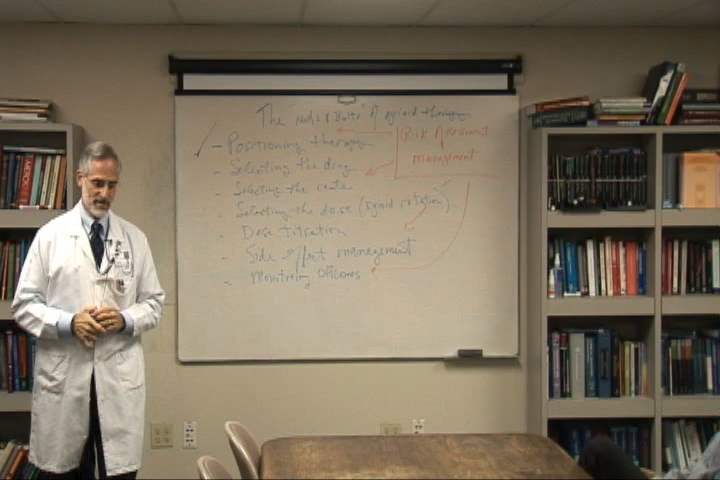 The "Nuts & Bolts" of opioid therapy
- Positioning therapy
- Selecting the drug
- Selecting the route
- Selecting the dose (opioid rotation)
- Dose titration
- Side effect management
- Monitoring Outcomes
Risk Assessment
management